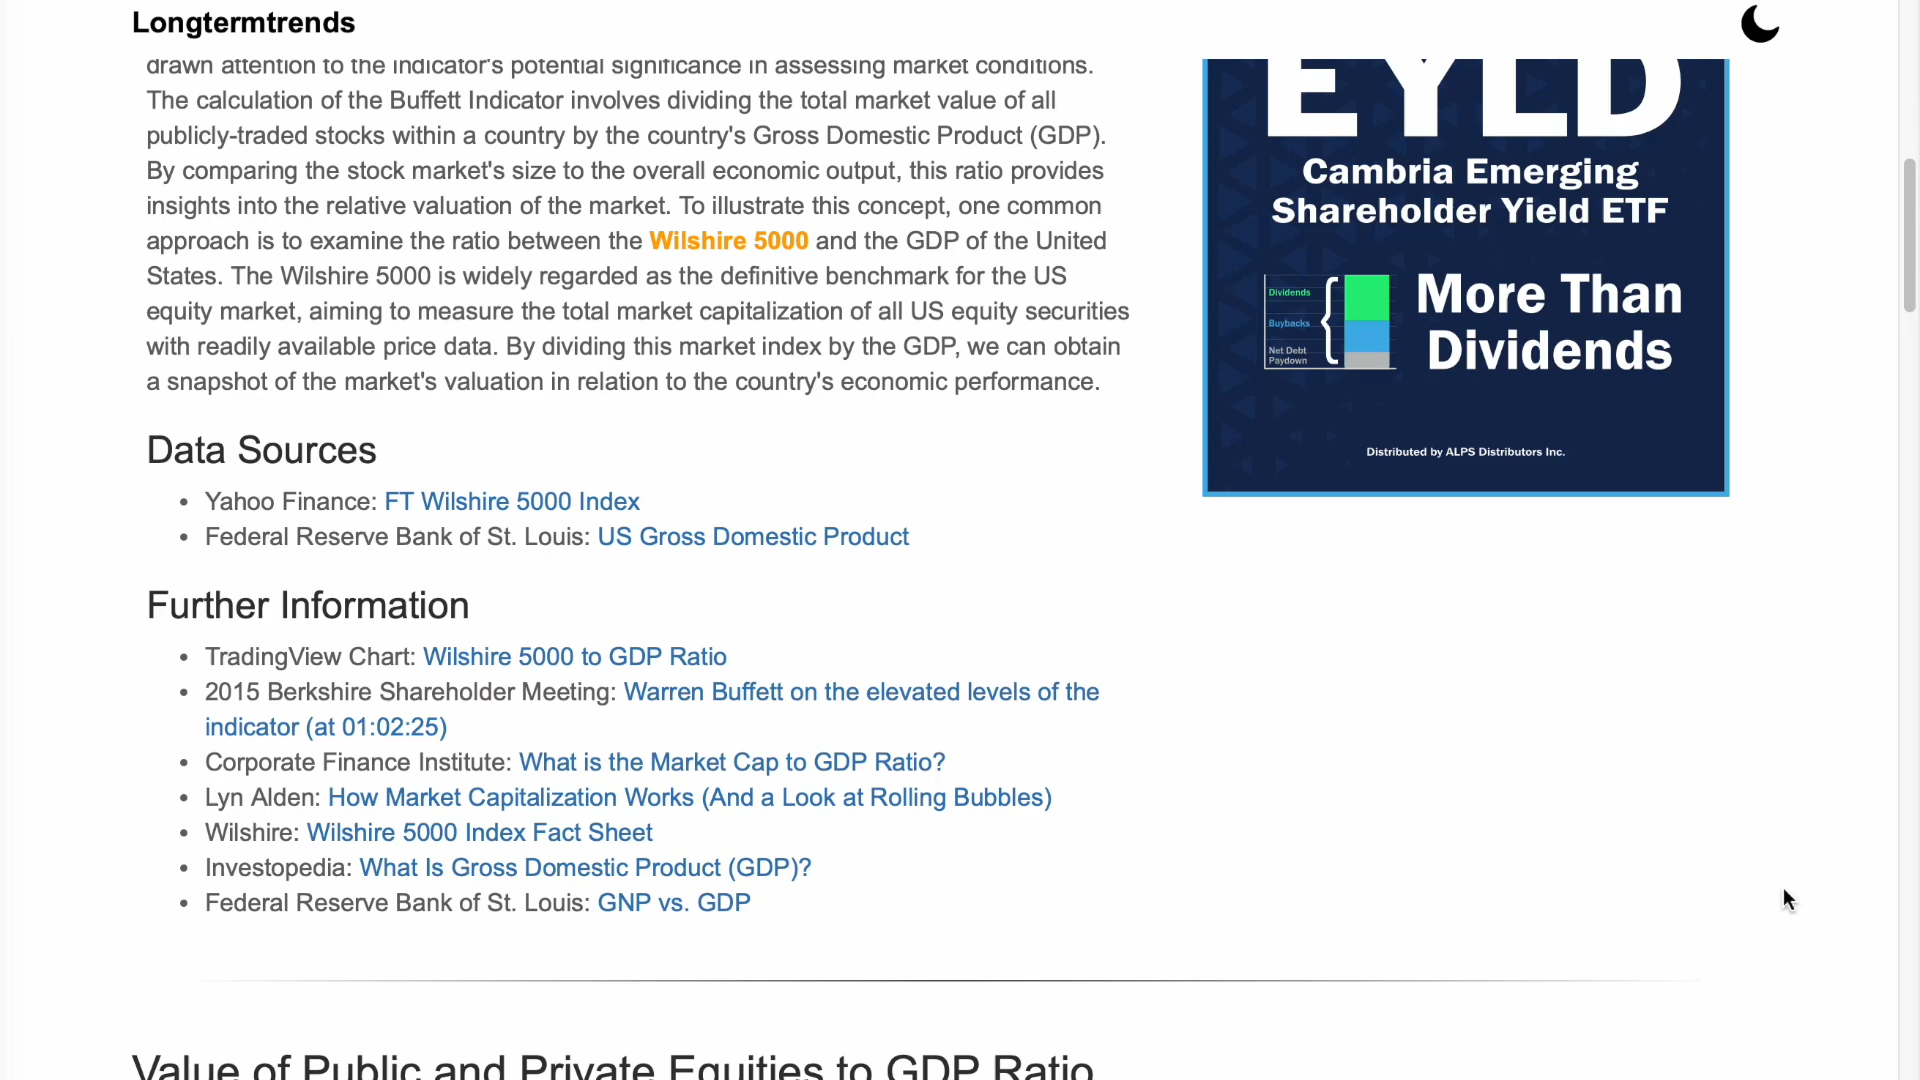 Longtermtrends
drawn attention to the indicator's potential significance in assessing market conditions.
The calculation of the Buffett Indicator involves dividing the total market value of all
publicly-traded stocks within a country by the country's Gross Domestic Product (GDP).
By comparing the stock market's size to the overall economic output, this ratio provides
insights into the relative valuation of the market. To illustrate this concept, one common
approach is to examine the ratio between the Wilshire 5000 and the GDP of the United
States. The Wilshire 5000 is widely regarded as the definitive benchmark for the US
equity market, aiming to measure the total market capitalization of all US equity securities
with readily available price data. By dividing this market index by the GDP, we can obtain
a snapshot of the market's valuation in relation to the country's economic performance.
Data Sources
• Yahoo Finance: FT Wilshire 5000 Index
• Federal Reserve Bank of St. Louis: US Gross Domestic Product
Further Information
• TradingView Chart: Wilshire 5000 to GDP Ratio
• 2015 Berkshire Shareholder Meeting: Warren Buffett on the elevated levels of the
indicator (at 01:02:25)
• Corporate Finance Institute: What is the Market Cap to GDP Ratio?
• Lyn Alden: How Market Capitalization Works (And a Look at Rolling Bubbles)
• Wilshire: Wilshire 5000 Index Fact Sheet
• Investopedia: What Is Gross Domestic Product (GDP)?
• Federal Reserve Bank of St. Louis: GNP vs. GDP
Value of Public and Private Equities to GDP Ratio
EYLD
Cambria Emerging
Shareholder Yield ETF
Dividends
Buybacks
Net Debt
Paydown
More Than
Dividends
Distributed by ALPS Distributors Inc.